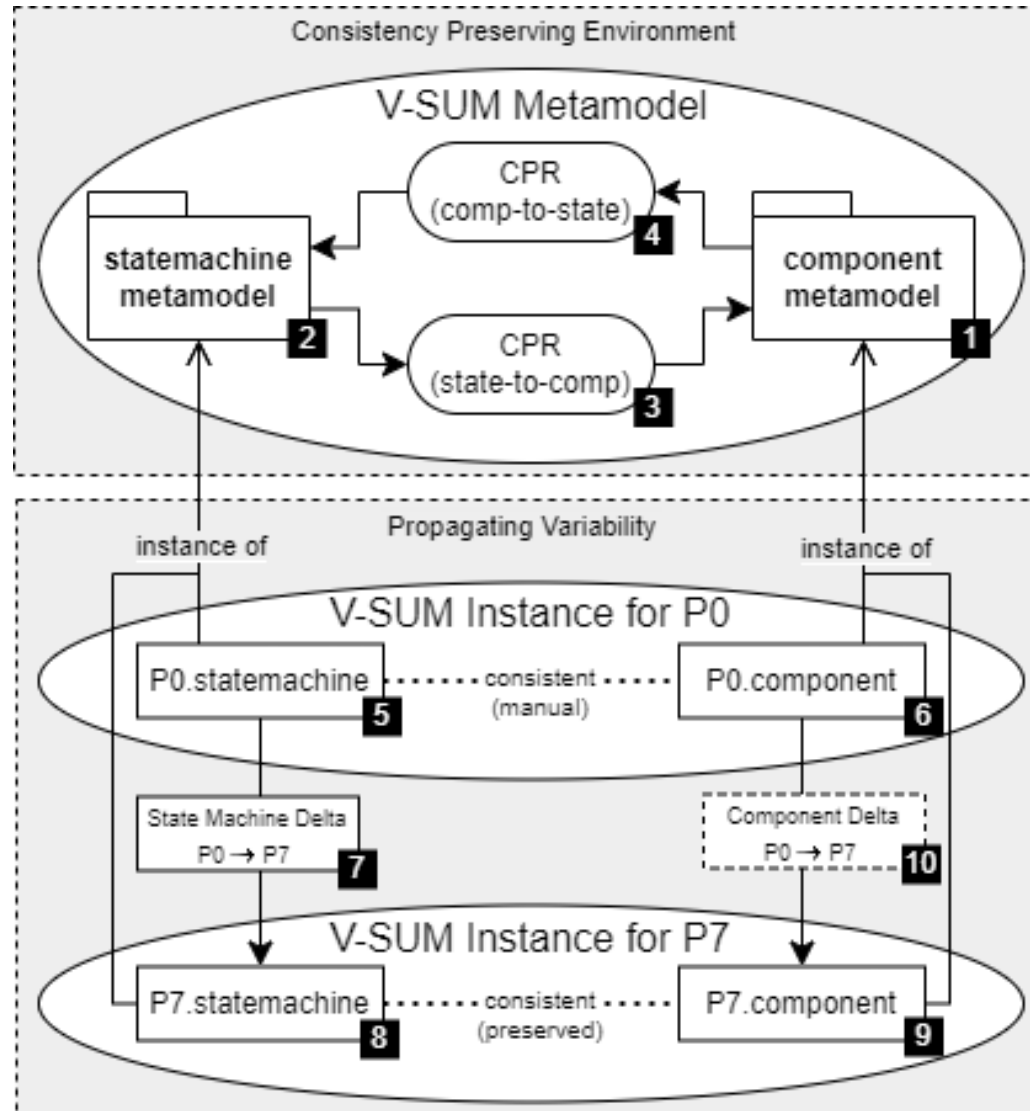 Consistency Preserving Environment
V-SUM Metamodel
CPR
(comp-to-state)
4
statemachine
metamodel
2
component
metamodel
1
CPR
(state-to-comp)
3
Propagating Variability
instance of
instance of
V-SUM Instance for P0
P0.statemachine
5
consistent
(manual)
P0.component
6
State Machine Delta
P0 → P7
7
Component Delta
P0 → P7
10
V-SUM Instance for P7
P7.statemachine
8
consistent
(preserved)
P7.component
9